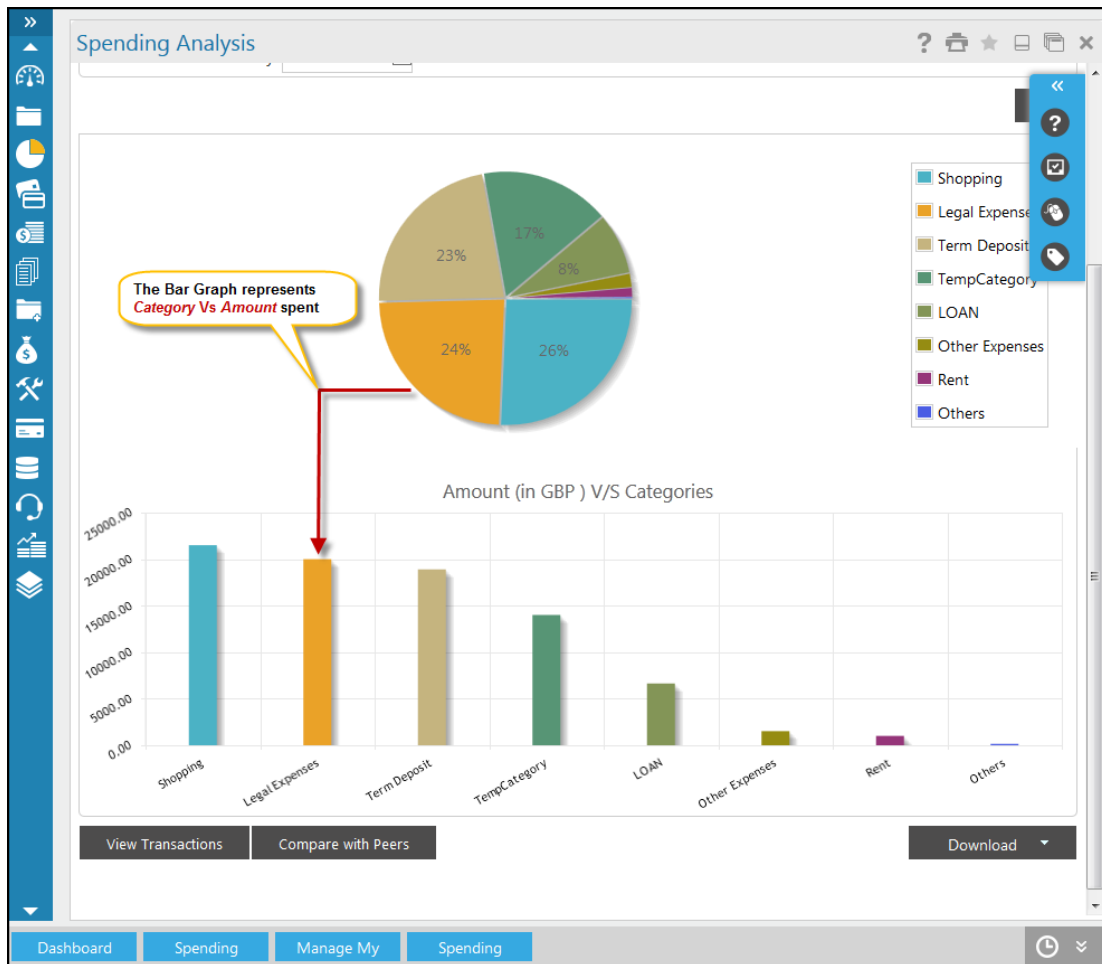 Spending Analysis
Shopping
Legal Expense
Term Deposit
TempCategory
LOAN
Other Expenses
Rent
Others
17%
23%
8%
24%
26%
The Bar Graph represents
Category Vs Amount spent
Amount (in GBP ) V/S Categories
25000.00
20000.00
15000.00
10000.00
5000.00
0.00
Shopping
Legal Expenses
Term Deposit
TempCategory
LOAN
Other Expenses
Rent
Others
View Transactions
Compare with Peers
Download
Dashboard
Spending
Manage My
Spending